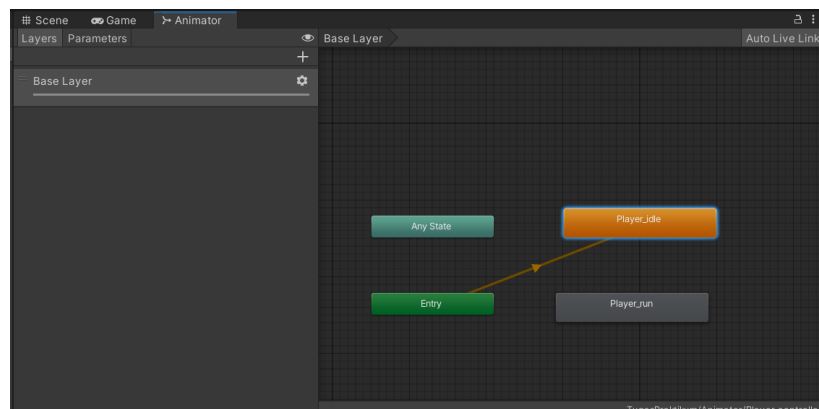 Scene Game Animator
Layers Parameters
Base Layer
Auto Live Link
Base Layer
Player_idle
Any State
Entry
Player_run